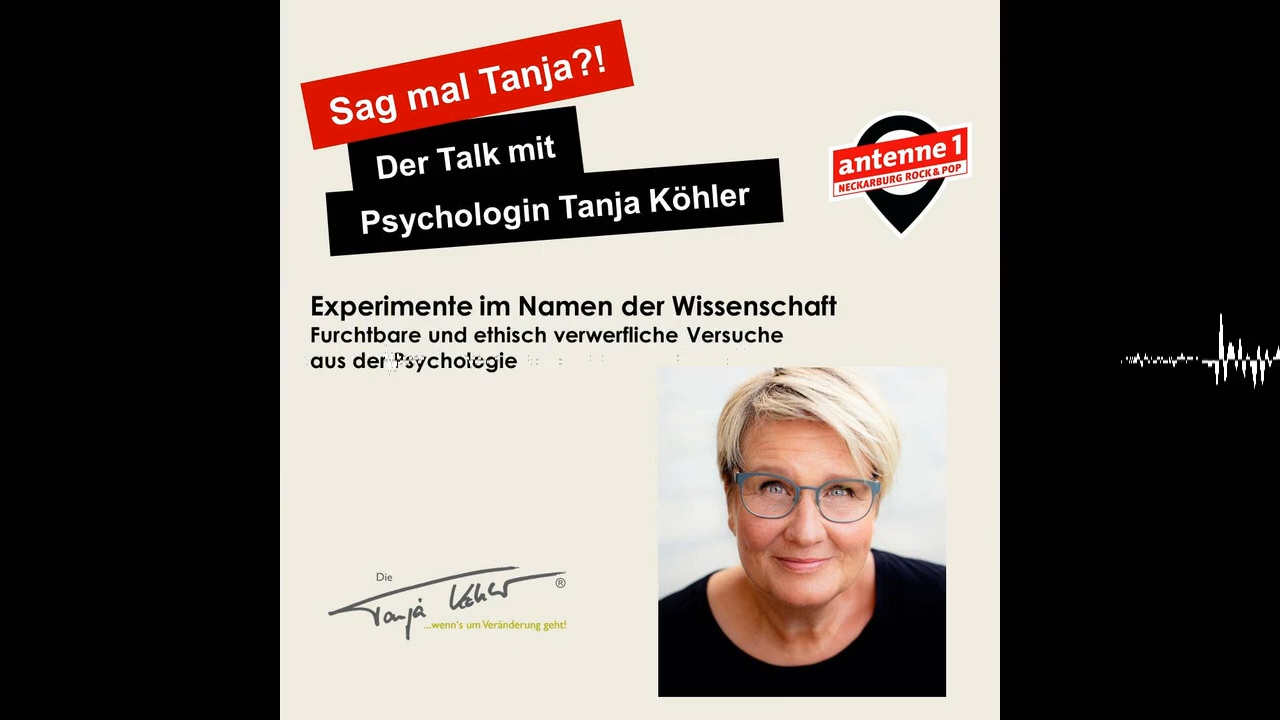 Sag mal Tanja?!
Der Talk mit
Psychologin Tanja Köhler
antenne 1
NECKARBURG ROCK & POP
Experimente im Namen der Wissenschaft
Furchtbare und ethisch verwerfliche Versuche
aus der Psychologie
Die
Tanja Köhler ®
...wenn's um Veränderung geht!